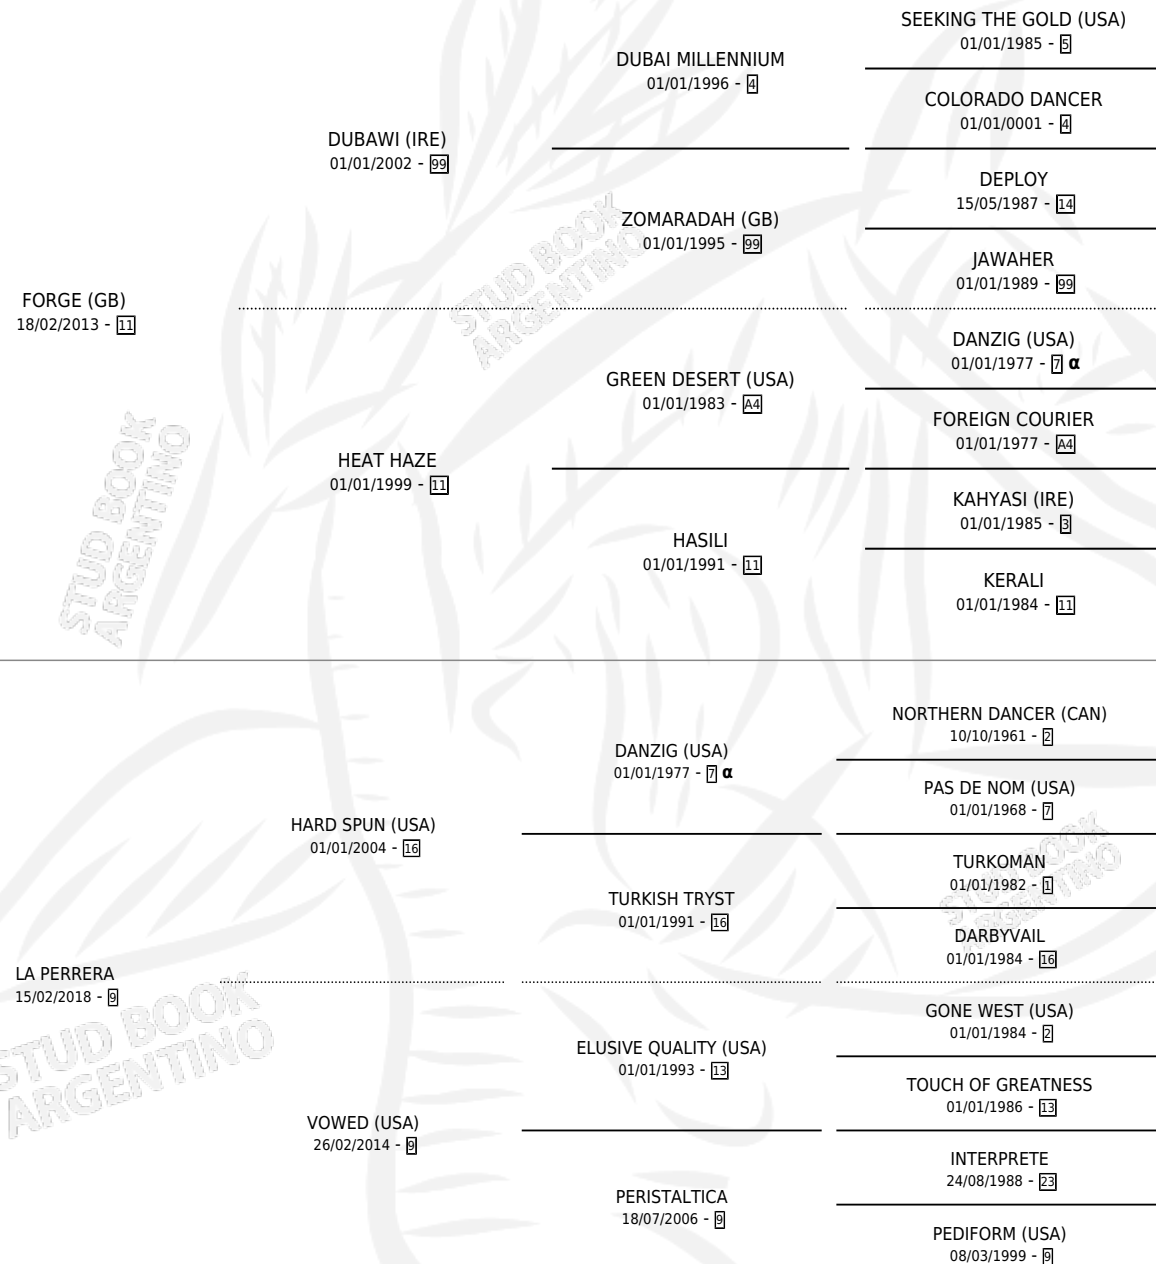 SEEKING THE GOLD (USA)
01/01/1985 - 5
DUBAI MILLENNIUM
01/01/1996 - 4
COLORADO DANCER
01/01/0001 - 4
DUBAWI (IRE)
01/01/2002 - 99
DEPLOY
15/05/1987 - 14
ZOMARADAH (GB)
01/01/1995 - 99
JAWAHER
01/01/1989 - 99
FORGE (GB)
18/02/2013 - 11
DANZIG (USA)
01/01/1977 - 7 α
GREEN DESERT (USA)
01/01/1983 - A4
FOREIGN COURIER
01/01/1977 - A4
HEAT HAZE
01/01/1999 - 11
KAHYASI (IRE)
01/01/1985 - 3
HASILI
01/01/1991 - 11
KERALI
01/01/1984 - 11
NORTHERN DANCER (CAN)
10/10/1961 - 2
DANZIG (USA)
01/01/1977 - 7 α
PAS DE NOM (USA)
01/01/1968 - 7
HARD SPUN (USA)
01/01/2004 - 16
TURKOMAN
01/01/1982 - 1
TURKISH TRYST
01/01/1991 - 16
DARBYVAIL
01/01/1984 - 16
LA PERRERA
15/02/2018 - 9
GONE WEST (USA)
01/01/1984 - 2
ELUSIVE QUALITY (USA)
01/01/1993 - 13
TOUCH OF GREATNESS
01/01/1986 - 13
VOWED (USA)
26/02/2014 - 9
INTERPRETE
24/08/1988 - 23
PERISTALTICA
18/07/2006 - 9
PEDIFORM (USA)
08/03/1999 - 9
STUD BOOK
ARGENTINO
STUD BOOK
ARGENTINO
STUD BOOK
ARGENTINO
STUD BOOK
ARGENTINO